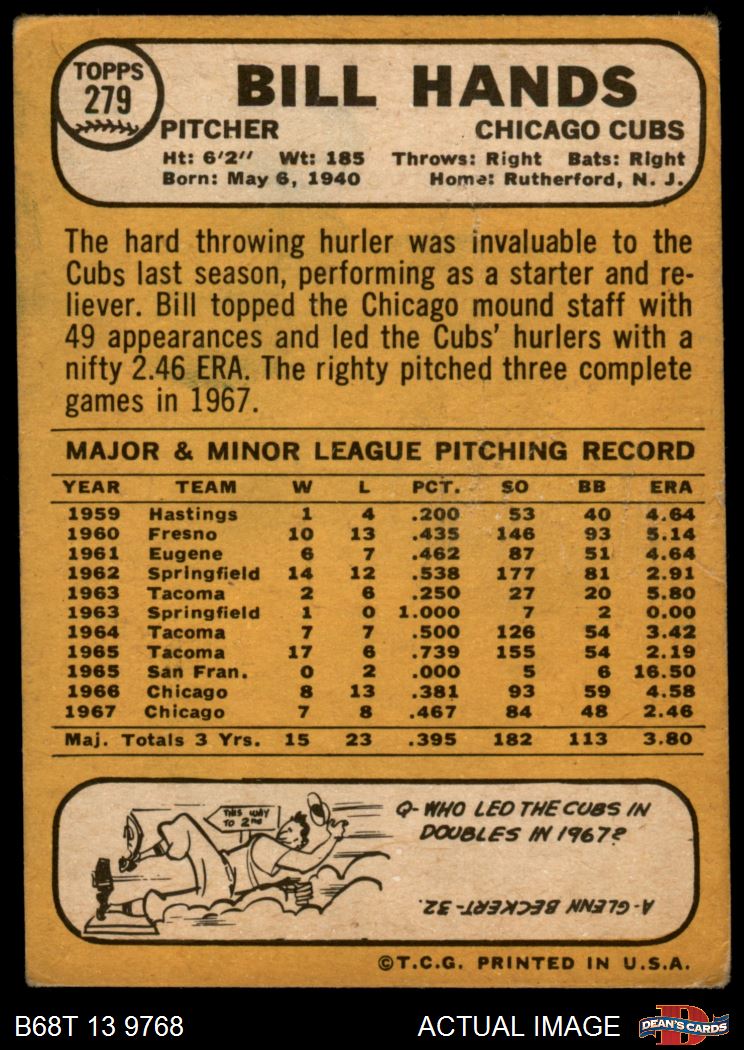 TOPPS
279
BILL HANDS
PITCHER CHICAGO CUBS
Ht: 6'2" Wt: 185 Throws: Right Bats: Right
Born: May 6, 1940 Home: Rutherford, N. J.
The hard throwing hurler was invaluable to the
Cubs last season, performing as a starter and re-
liever. Bill topped the Chicago mound staff with
49 appearances and led the Cubs' hurlers with a
nifty 2.46 ERA. The righty pitched three complete
games in 1967.
MAJOR & MINOR LEAGUE PITCHING RECORD
YEAR TEAM W L PCT. SO BB ERA
1959 Hastings 1 4 .200 53 40 4.64
1960 Fresno 10 13 .435 146 93 5.14
1961 Eugene 6 7 .462 87 51 4.64
1962 Springfield 14 12 .538 177 81 2.91
1963 Tacoma 2 6 .250 27 20 5.80
1963 Springfield 1 0 1.000 7 2 0.00
1964 Tacoma 7 7 .500 126 54 3.42
1965 Tacoma 17 6 .739 155 54 2.19
1965 San Fran. 0 2 .000 5 6 16.50
1966 Chicago 8 13 .381 93 59 4.58
1967 Chicago 7 8 .467 84 48 2.46
Maj. Totals 3 Yrs. 15 23 .395 182 113 3.80
THIS WAY
TO 2ND
Q- WHO LED THE CUBS IN
DOUBLES IN 1967?
A- GLENN BECKERT- 32.
©T.C.G. PRINTED IN U.S.A.
B68T 13 9768 ACTUAL IMAGE D DEAN'S CARDS